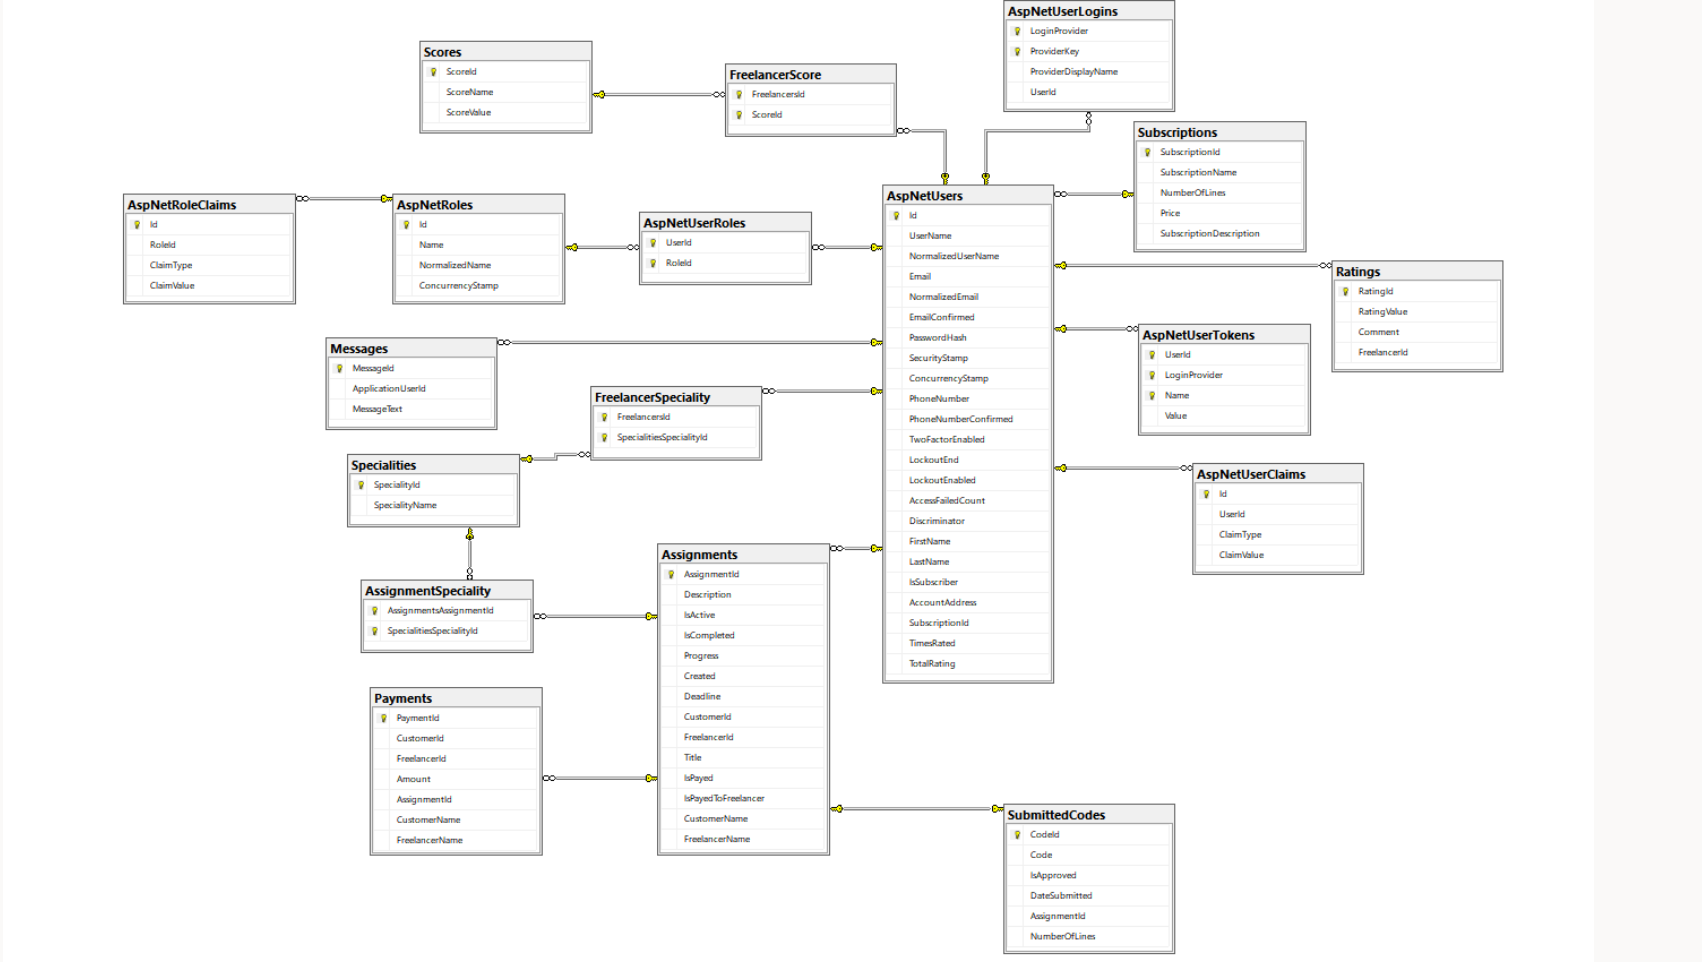 AspNetUserLogins
LoginProvider
ProviderKey
ProviderDisplayName
UserId
Scores
ScoreId
ScoreName
ScoreValue
FreelancerScore
FreelancersId
ScoreId
Subscriptions
SubscriptionId
SubscriptionName
NumberOfLines
Price
SubscriptionDescription
AspNetRoleClaims
Id
RoleId
ClaimType
ClaimValue
AspNetRoles
Id
Name
NormalizedName
ConcurrencyStamp
AspNetUserRoles
UserId
RoleId
AspNetUsers
Id
UserName
NormalizedUserName
Email
NormalizedEmail
EmailConfirmed
PasswordHash
SecurityStamp
ConcurrencyStamp
PhoneNumber
PhoneNumberConfirmed
TwoFactorEnabled
LockoutEnd
LockoutEnabled
AccessFailedCount
Discriminator
FirstName
LastName
IsSubscriber
AccountAddress
SubscriptionId
TimesRated
TotalRating
Ratings
RatingId
RatingValue
Comment
FreelancerId
AspNetUserTokens
UserId
LoginProvider
Name
Value
Messages
MessageId
ApplicationUserId
MessageText
FreelancerSpeciality
FreelancersId
SpecialitiesSpecialityId
Specialities
SpecialityId
SpecialityName
AspNetUserClaims
Id
UserId
ClaimType
ClaimValue
Assignments
AssignmentId
Description
IsActive
IsCompleted
Progress
Created
Deadline
CustomerId
FreelancerId
Title
IsPayed
IsPayedToFreelancer
CustomerName
FreelancerName
AssignmentSpeciality
AssignmentsAssignmentId
SpecialitiesSpecialityId
Payments
PaymentId
CustomerId
FreelancerId
Amount
AssignmentId
CustomerName
FreelancerName
SubmittedCodes
CodeId
Code
IsApproved
DateSubmitted
AssignmentId
NumberOfLines